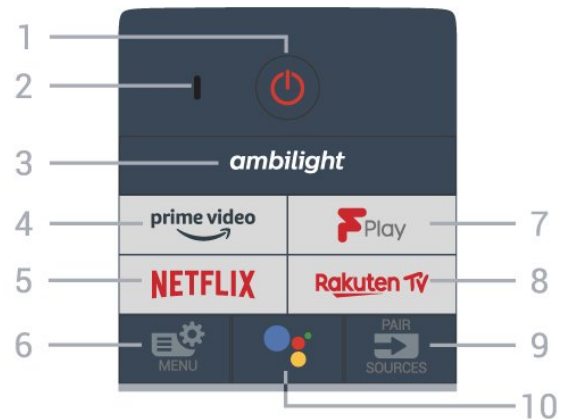 1
2
3
ambilight
4
prime video
FPlay
7
5
NETFLIX
Rakuten TV
8
6
MENU
PAIR
SOURCES
9
10